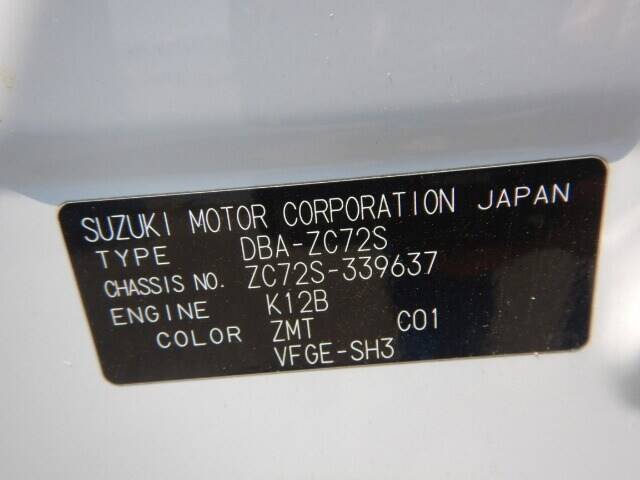 SUZUKI MOTOR CORPORATION JAPAN
TYPE DBA-ZC72S
CHASSIS NO. ZC72S-339637
ENGINE K12B
COLOR ZMT C01
VFGE-SH3